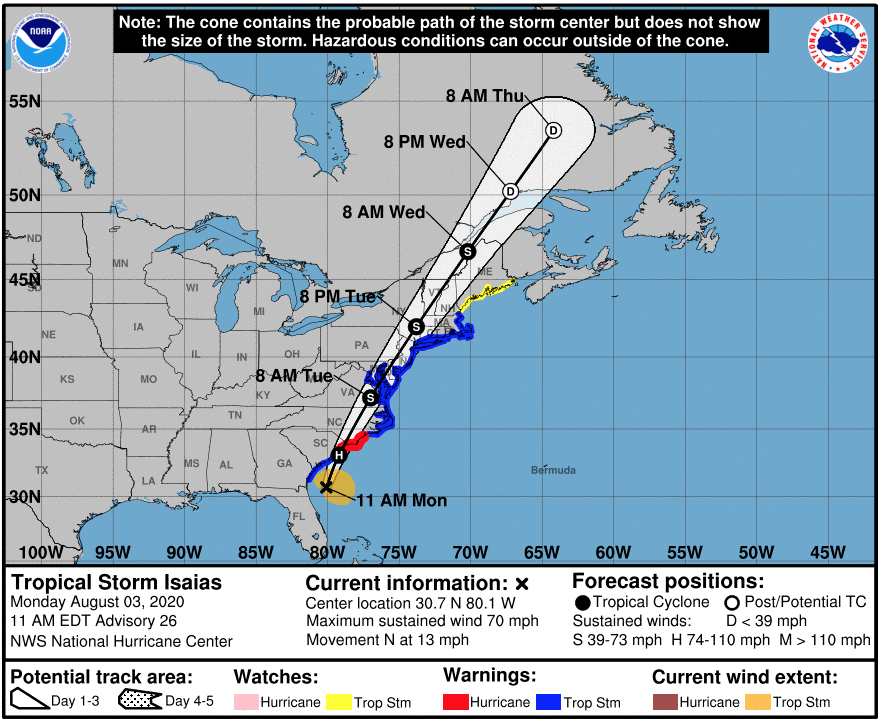 Note: The cone contains the probable path of the storm center but does not show
the size of the storm. Hazardous conditions can occur outside of the cone.
NOAA
NATIONAL WEATHER SERVICE
55N
50N
45N
40N
35N
30N
100W 95W 90W 85W 80W 75W 70W 65W 60W 55W 50W 45W
8 AM Thu
D
8 PM Wed
D
8 AM Wed
S
8 PM Tue
S
8 AM Tue
S
H
11 AM Mon
Bermuda
ND
MN
WI
MI
ME
VT
NH
NY
MA
CT
NE
IA
IL
IN
OH
PA
KS
MO
KY
VA
OK
AR
TN
NC
SC
TX
LA
MS
AL
GA
FL
Tropical Storm Isaias
Monday August 03, 2020
11 AM EDT Advisory 26
NWS National Hurricane Center
Current information: x
Center location 30.7 N 80.1 W
Maximum sustained wind 70 mph
Movement N at 13 mph
Forecast positions:
Tropical Cyclone Post/Potential TC
Sustained winds: D < 39 mph
S 39-73 mph H 74-110 mph M > 110 mph
Potential track area:
Day 1-3 Day 4-5
Watches:
Hurricane Trop Stm
Warnings:
Hurricane Trop Stm
Current wind extent:
Hurricane Trop Stm